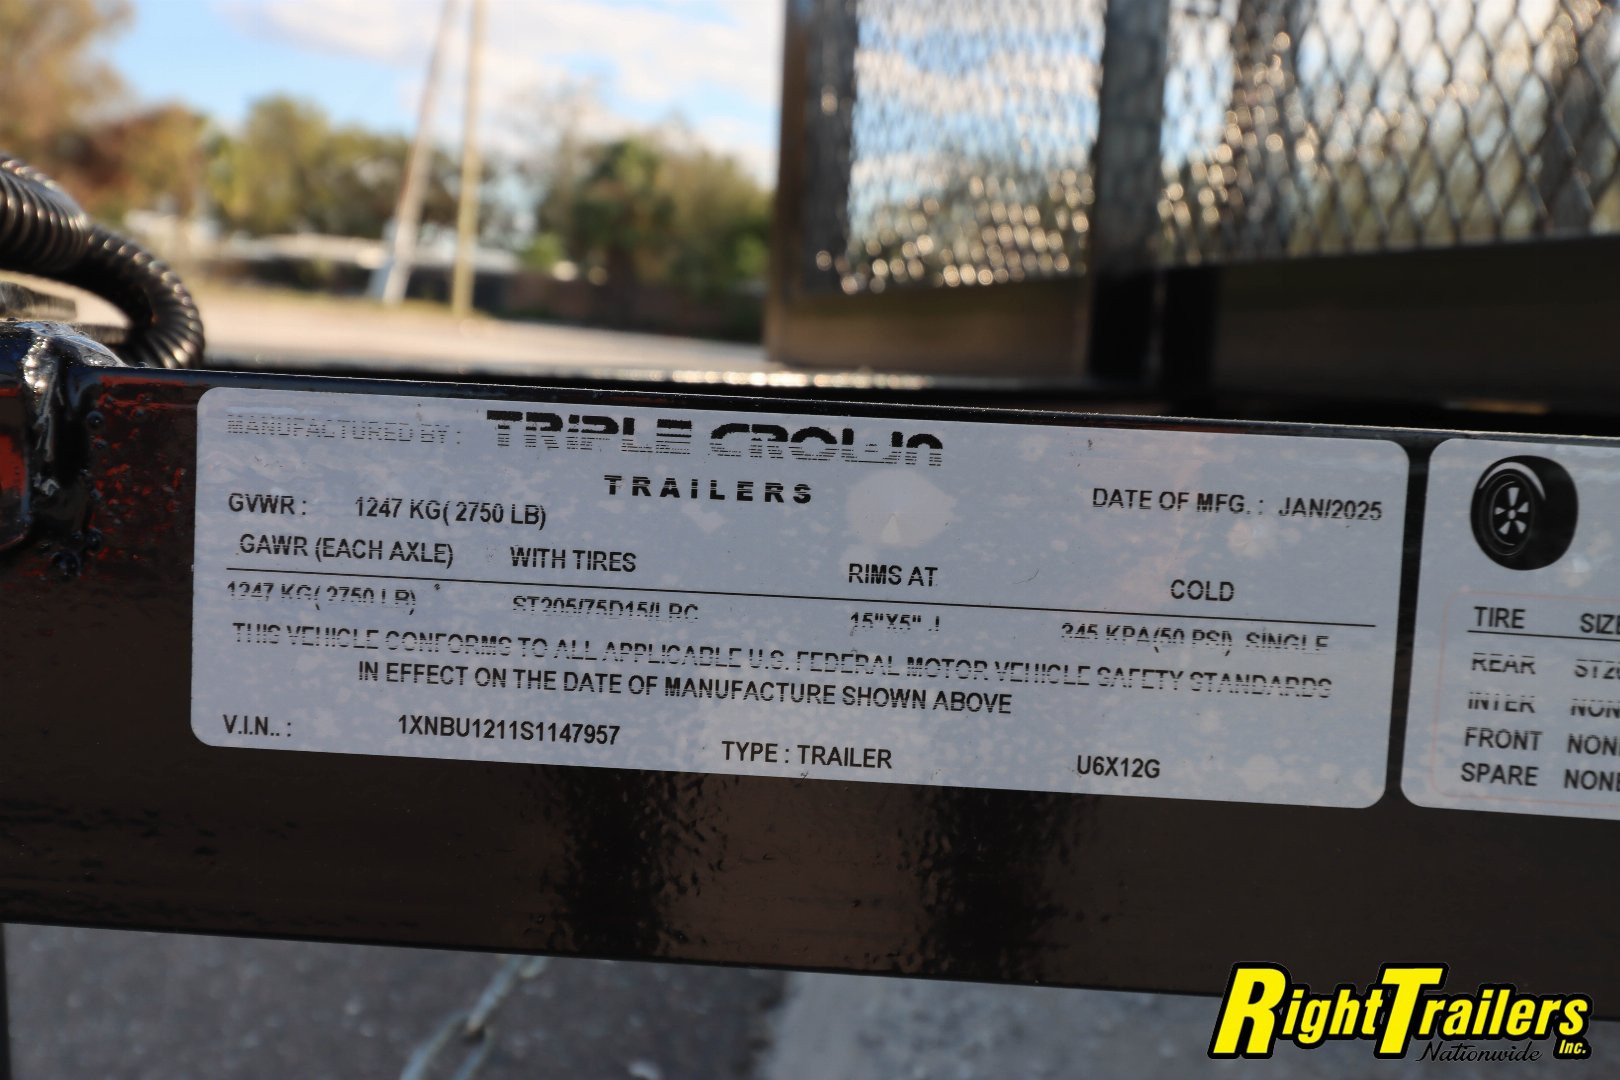 MANUFACTURED BY : TRIPLE CROWN
TRAILERS
GVWR : 1247 KG( 2750 LB) DATE OF MFG. : JAN/2025
GAWR (EACH AXLE) WITH TIRES RIMS AT COLD
1247 KG( 2750 LB) ST205/75D15/LRC 15"X5" J 345 KPA(50 PSI) SINGLE
THIS VEHICLE CONFORMS TO ALL APPLICABLE U.S. FEDERAL MOTOR VEHICLE SAFETY STANDARDS
IN EFFECT ON THE DATE OF MANUFACTURE SHOWN ABOVE
V.I.N.. : 1XNBU1211S1147957 TYPE : TRAILER U6X12G
TIRE
REAR
INTER
FRONT
SPARE
RightTrailers
Nationwide Inc.